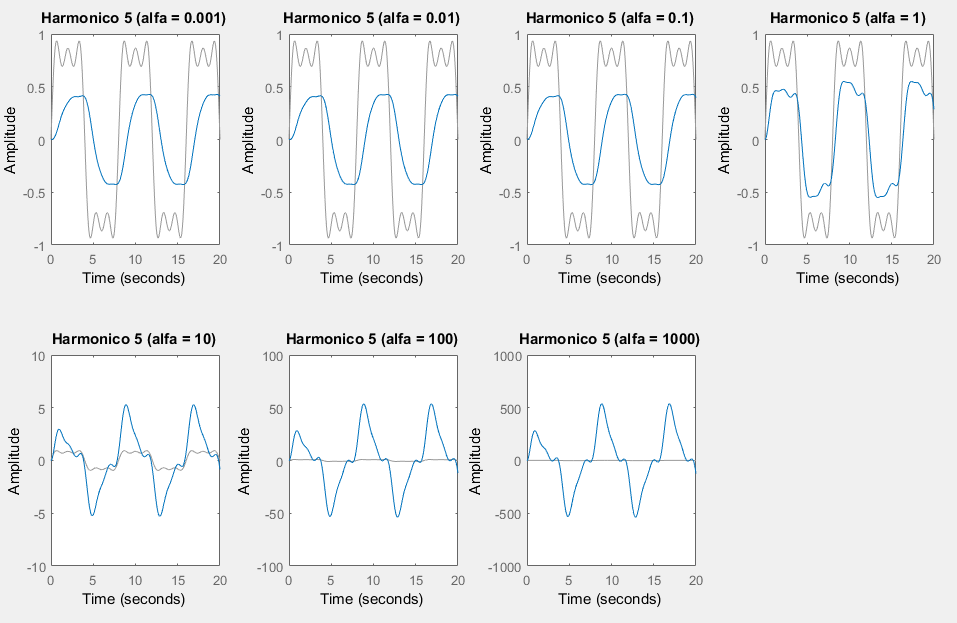 Harmonico 5 (alfa = 0.001)
1
0.5
0
-0.5
-1
Amplitude
0 5 10 15 20
Time (seconds)
Harmonico 5 (alfa = 0.01)
1
0.5
0
-0.5
-1
Amplitude
0 5 10 15 20
Time (seconds)
Harmonico 5 (alfa = 0.1)
1
0.5
0
-0.5
-1
Amplitude
0 5 10 15 20
Time (seconds)
Harmonico 5 (alfa = 1)
1
0.5
0
-0.5
-1
Amplitude
0 5 10 15 20
Time (seconds)
Harmonico 5 (alfa = 10)
10
5
0
-5
-10
Amplitude
0 5 10 15 20
Time (seconds)
Harmonico 5 (alfa = 100)
100
50
0
-50
-100
Amplitude
0 5 10 15 20
Time (seconds)
Harmonico 5 (alfa = 1000)
1000
500
0
-500
-1000
Amplitude
0 5 10 15 20
Time (seconds)